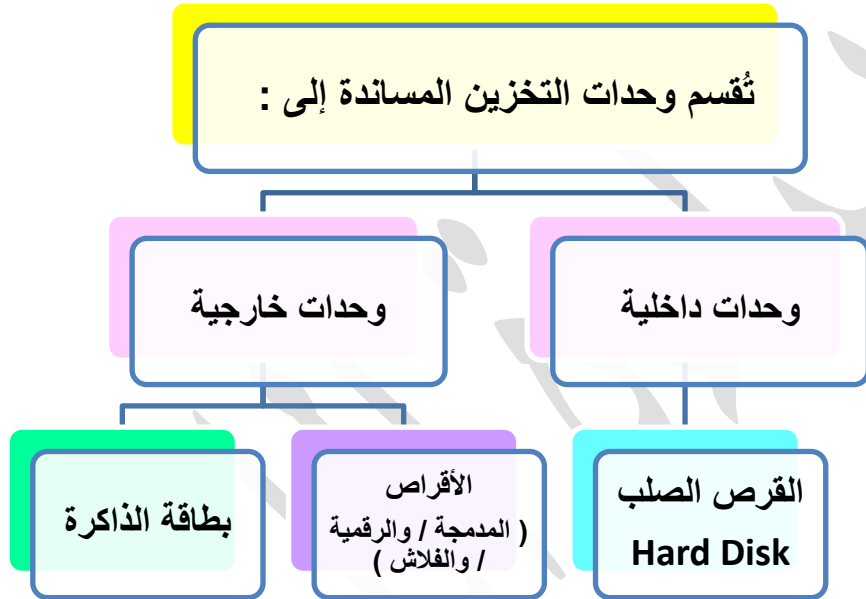 تُقسم وحدات التخزين المساندة إلى :
وحدات داخلية
وحدات خارجية
القرص الصلب
Hard Disk
الأقراص
( المدمجة / والرقمية
/ والفلاش )
بطاقة الذاكرة